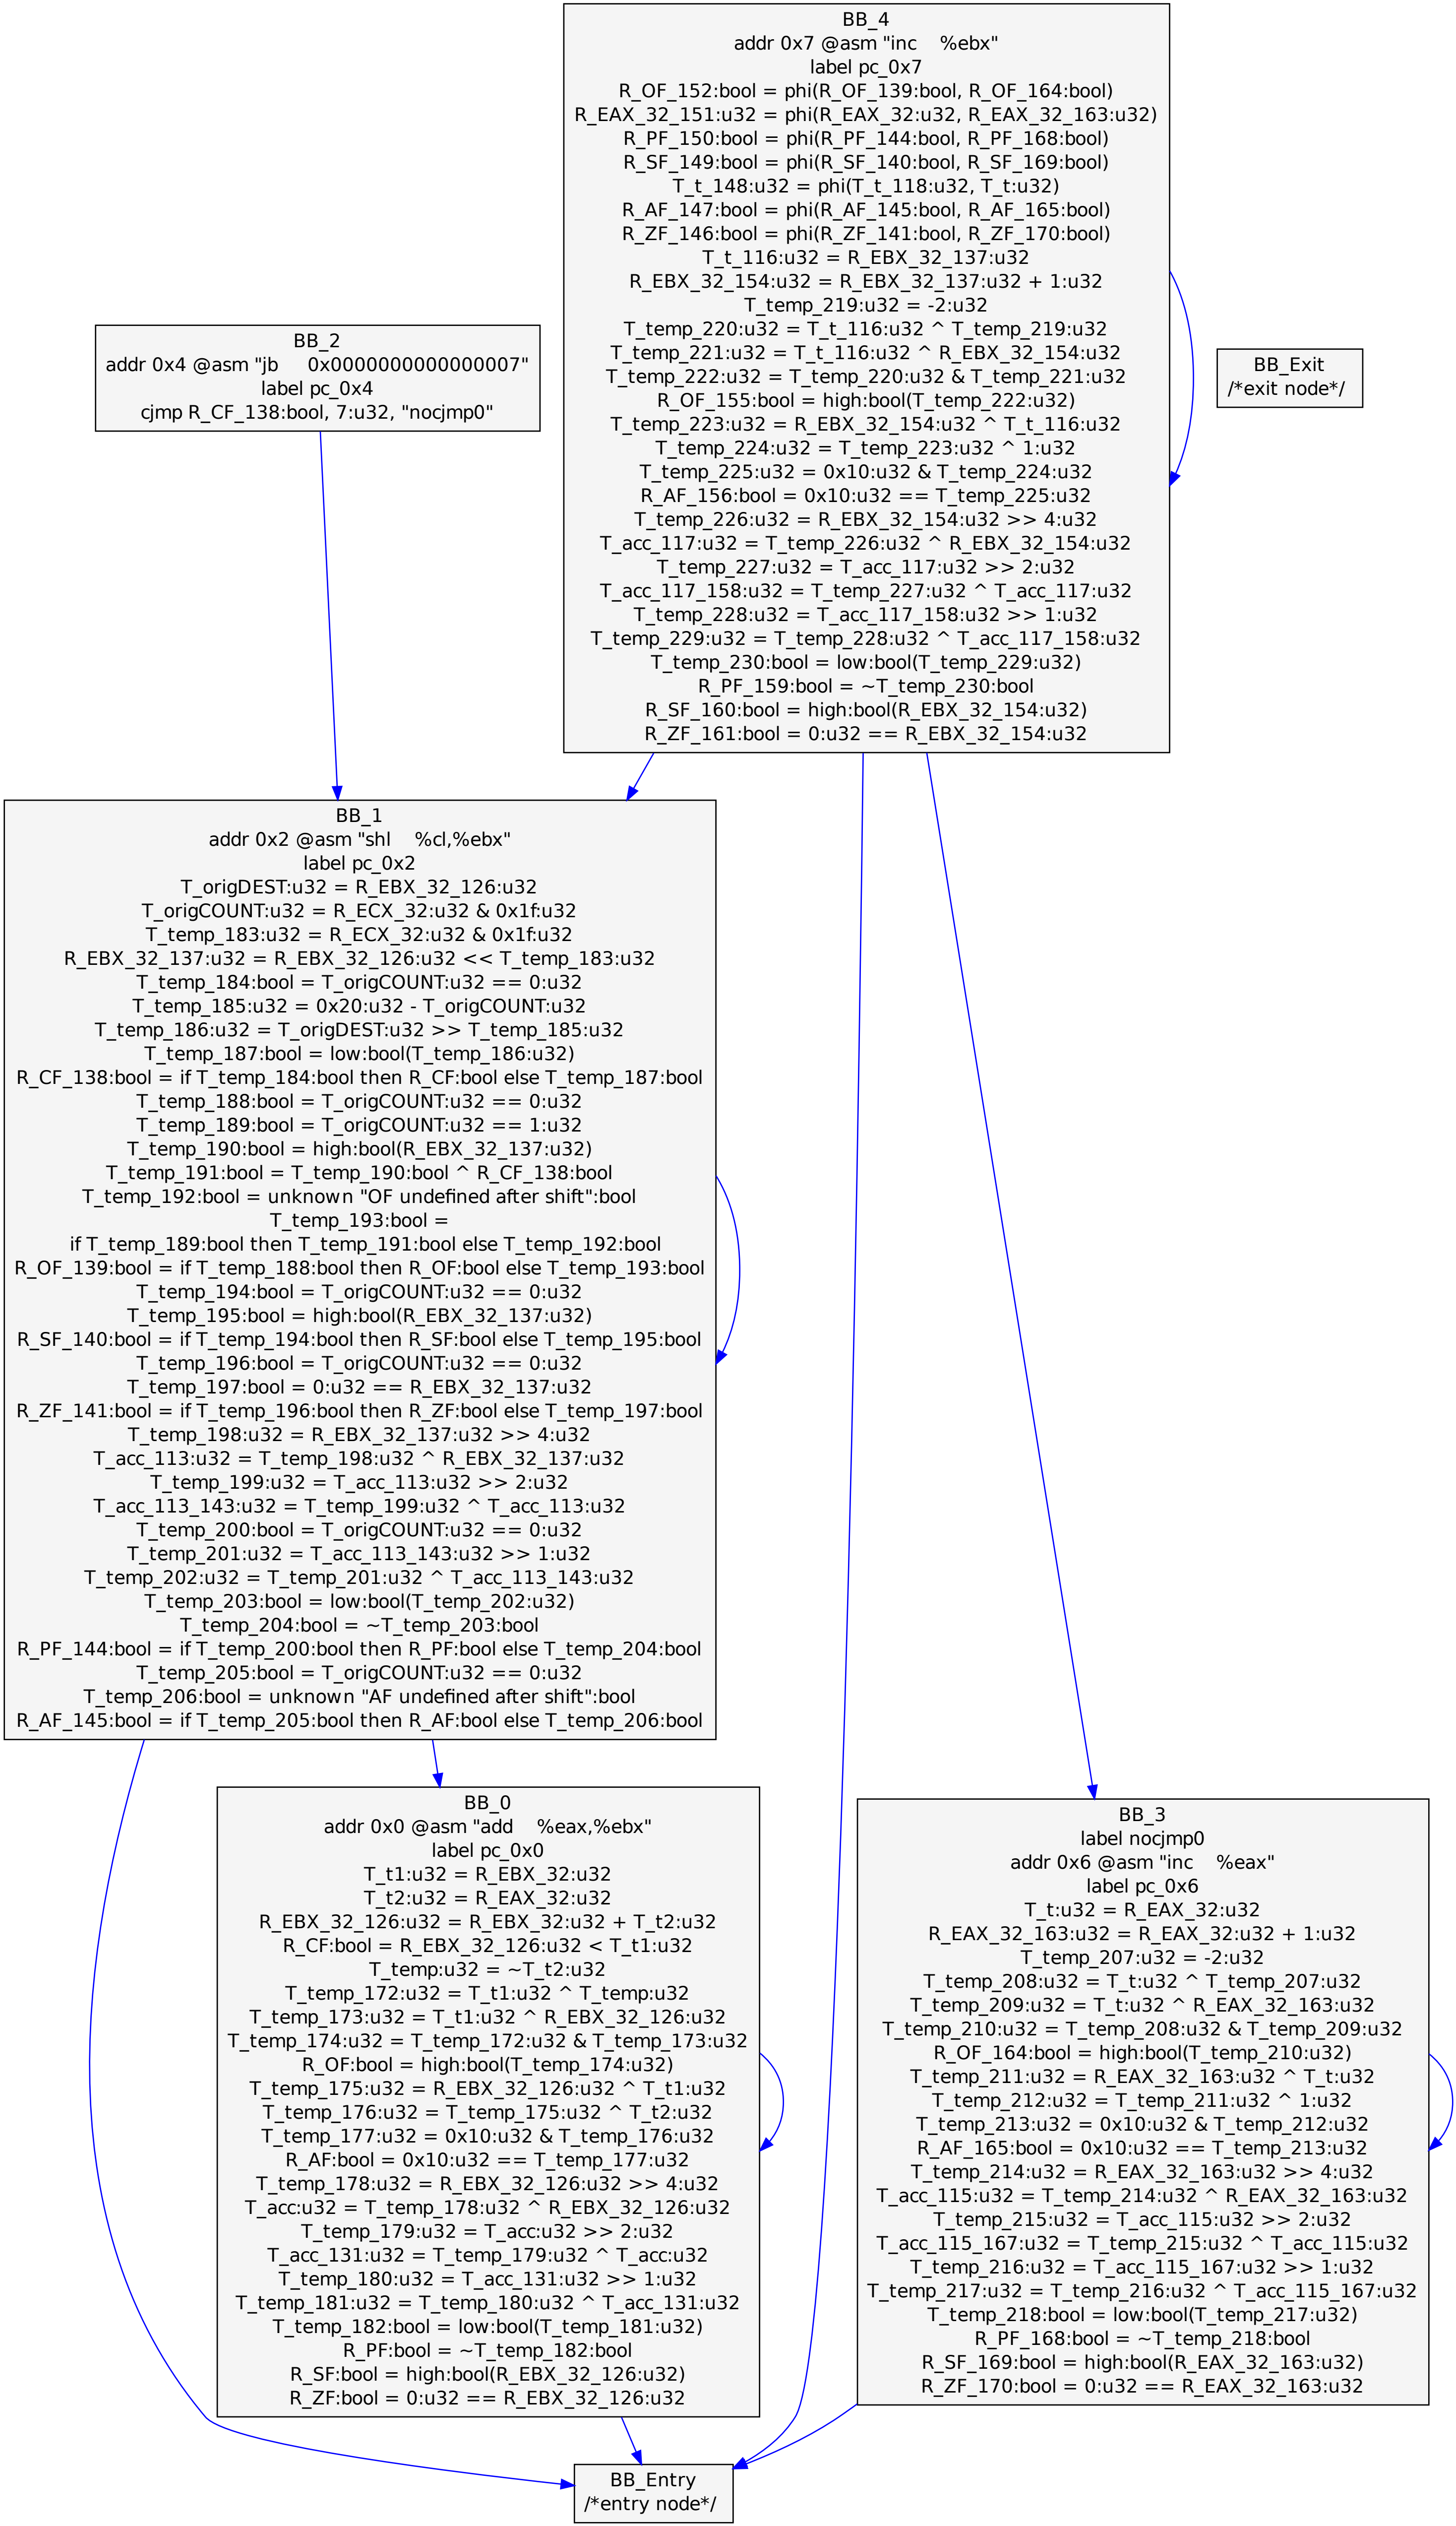 BB_4
addr 0x7 @asm "inc    %ebx"
label pc_0x7
R_OF_152:bool = phi(R_OF_139:bool, R_OF_164:bool)
R_EAX_32_151:u32 = phi(R_EAX_32:u32, R_EAX_32_163:u32)
R_PF_150:bool = phi(R_PF_144:bool, R_PF_168:bool)
R_SF_149:bool = phi(R_SF_140:bool, R_SF_169:bool)
T_t_148:u32 = phi(T_t_118:u32, T_t:u32)
R_AF_147:bool = phi(R_AF_145:bool, R_AF_165:bool)
R_ZF_146:bool = phi(R_ZF_141:bool, R_ZF_170:bool)
T_t_116:u32 = R_EBX_32_137:u32
R_EBX_32_154:u32 = R_EBX_32_137:u32 + 1:u32
T_temp_219:u32 = -2:u32
T_temp_220:u32 = T_t_116:u32 ^ T_temp_219:u32
T_temp_221:u32 = T_t_116:u32 ^ R_EBX_32_154:u32
T_temp_222:u32 = T_temp_220:u32 & T_temp_221:u32
R_OF_155:bool = high:bool(T_temp_222:u32)
T_temp_223:u32 = R_EBX_32_154:u32 ^ T_t_116:u32
T_temp_224:u32 = T_temp_223:u32 ^ 1:u32
T_temp_225:u32 = 0x10:u32 & T_temp_224:u32
R_AF_156:bool = 0x10:u32 == T_temp_225:u32
T_temp_226:u32 = R_EBX_32_154:u32 >> 4:u32
T_acc_117:u32 = T_temp_226:u32 ^ R_EBX_32_154:u32
T_temp_227:u32 = T_acc_117:u32 >> 2:u32
T_acc_117_158:u32 = T_temp_227:u32 ^ T_acc_117:u32
T_temp_228:u32 = T_acc_117_158:u32 >> 1:u32
T_temp_229:u32 = T_temp_228:u32 ^ T_acc_117_158:u32
T_temp_230:bool = low:bool(T_temp_229:u32)
R_PF_159:bool = ~T_temp_230:bool
R_SF_160:bool = high:bool(R_EBX_32_154:u32)
R_ZF_161:bool = 0:u32 == R_EBX_32_154:u32
BB_2
addr 0x4 @asm "jb     0x0000000000000007"
label pc_0x4
cjmp R_CF_138:bool, 7:u32, "nocjmp0"
BB_Exit
/*exit node*/
BB_1
addr 0x2 @asm "shl    %cl,%ebx"
label pc_0x2
T_origDEST:u32 = R_EBX_32_126:u32
T_origCOUNT:u32 = R_ECX_32:u32 & 0x1f:u32
T_temp_183:u32 = R_ECX_32:u32 & 0x1f:u32
R_EBX_32_137:u32 = R_EBX_32_126:u32 << T_temp_183:u32
T_temp_184:bool = T_origCOUNT:u32 == 0:u32
T_temp_185:u32 = 0x20:u32 - T_origCOUNT:u32
T_temp_186:u32 = T_origDEST:u32 >> T_temp_185:u32
T_temp_187:bool = low:bool(T_temp_186:u32)
R_CF_138:bool = if T_temp_184:bool then R_CF:bool else T_temp_187:bool
T_temp_188:bool = T_origCOUNT:u32 == 0:u32
T_temp_189:bool = T_origCOUNT:u32 == 1:u32
T_temp_190:bool = high:bool(R_EBX_32_137:u32)
T_temp_191:bool = T_temp_190:bool ^ R_CF_138:bool
T_temp_192:bool = unknown "OF undefined after shift":bool
T_temp_193:bool =
if T_temp_189:bool then T_temp_191:bool else T_temp_192:bool
R_OF_139:bool = if T_temp_188:bool then R_OF:bool else T_temp_193:bool
T_temp_194:bool = T_origCOUNT:u32 == 0:u32
T_temp_195:bool = high:bool(R_EBX_32_137:u32)
R_SF_140:bool = if T_temp_194:bool then R_SF:bool else T_temp_195:bool
T_temp_196:bool = T_origCOUNT:u32 == 0:u32
T_temp_197:bool = 0:u32 == R_EBX_32_137:u32
R_ZF_141:bool = if T_temp_196:bool then R_ZF:bool else T_temp_197:bool
T_temp_198:u32 = R_EBX_32_137:u32 >> 4:u32
T_acc_113:u32 = T_temp_198:u32 ^ R_EBX_32_137:u32
T_temp_199:u32 = T_acc_113:u32 >> 2:u32
T_acc_113_143:u32 = T_temp_199:u32 ^ T_acc_113:u32
T_temp_200:bool = T_origCOUNT:u32 == 0:u32
T_temp_201:u32 = T_acc_113_143:u32 >> 1:u32
T_temp_202:u32 = T_temp_201:u32 ^ T_acc_113_143:u32
T_temp_203:bool = low:bool(T_temp_202:u32)
T_temp_204:bool = ~T_temp_203:bool
R_PF_144:bool = if T_temp_200:bool then R_PF:bool else T_temp_204:bool
T_temp_205:bool = T_origCOUNT:u32 == 0:u32
T_temp_206:bool = unknown "AF undefined after shift":bool
R_AF_145:bool = if T_temp_205:bool then R_AF:bool else T_temp_206:bool
BB_0
addr 0x0 @asm "add    %eax,%ebx"
label pc_0x0
T_t1:u32 = R_EBX_32:u32
T_t2:u32 = R_EAX_32:u32
R_EBX_32_126:u32 = R_EBX_32:u32 + T_t2:u32
R_CF:bool = R_EBX_32_126:u32 < T_t1:u32
T_temp:u32 = ~T_t2:u32
T_temp_172:u32 = T_t1:u32 ^ T_temp:u32
T_temp_173:u32 = T_t1:u32 ^ R_EBX_32_126:u32
T_temp_174:u32 = T_temp_172:u32 & T_temp_173:u32
R_OF:bool = high:bool(T_temp_174:u32)
T_temp_175:u32 = R_EBX_32_126:u32 ^ T_t1:u32
T_temp_176:u32 = T_temp_175:u32 ^ T_t2:u32
T_temp_177:u32 = 0x10:u32 & T_temp_176:u32
R_AF:bool = 0x10:u32 == T_temp_177:u32
T_temp_178:u32 = R_EBX_32_126:u32 >> 4:u32
T_acc:u32 = T_temp_178:u32 ^ R_EBX_32_126:u32
T_temp_179:u32 = T_acc:u32 >> 2:u32
T_acc_131:u32 = T_temp_179:u32 ^ T_acc:u32
T_temp_180:u32 = T_acc_131:u32 >> 1:u32
T_temp_181:u32 = T_temp_180:u32 ^ T_acc_131:u32
T_temp_182:bool = low:bool(T_temp_181:u32)
R_PF:bool = ~T_temp_182:bool
R_SF:bool = high:bool(R_EBX_32_126:u32)
R_ZF:bool = 0:u32 == R_EBX_32_126:u32
BB_3
label nocjmp0
addr 0x6 @asm "inc    %eax"
label pc_0x6
T_t:u32 = R_EAX_32:u32
R_EAX_32_163:u32 = R_EAX_32:u32 + 1:u32
T_temp_207:u32 = -2:u32
T_temp_208:u32 = T_t:u32 ^ T_temp_207:u32
T_temp_209:u32 = T_t:u32 ^ R_EAX_32_163:u32
T_temp_210:u32 = T_temp_208:u32 & T_temp_209:u32
R_OF_164:bool = high:bool(T_temp_210:u32)
T_temp_211:u32 = R_EAX_32_163:u32 ^ T_t:u32
T_temp_212:u32 = T_temp_211:u32 ^ 1:u32
T_temp_213:u32 = 0x10:u32 & T_temp_212:u32
R_AF_165:bool = 0x10:u32 == T_temp_213:u32
T_temp_214:u32 = R_EAX_32_163:u32 >> 4:u32
T_acc_115:u32 = T_temp_214:u32 ^ R_EAX_32_163:u32
T_temp_215:u32 = T_acc_115:u32 >> 2:u32
T_acc_115_167:u32 = T_temp_215:u32 ^ T_acc_115:u32
T_temp_216:u32 = T_acc_115_167:u32 >> 1:u32
T_temp_217:u32 = T_temp_216:u32 ^ T_acc_115_167:u32
T_temp_218:bool = low:bool(T_temp_217:u32)
R_PF_168:bool = ~T_temp_218:bool
R_SF_169:bool = high:bool(R_EAX_32_163:u32)
R_ZF_170:bool = 0:u32 == R_EAX_32_163:u32
BB_Entry
/*entry node*/